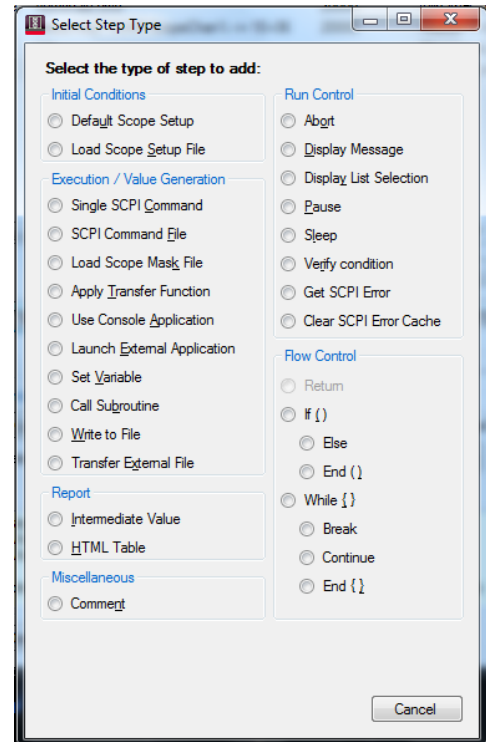 Select Step Type
Select the type of step to add:
Initial Conditions
Default Scope Setup
Load Scope Setup File
Execution / Value Generation
Single SCPI Command
SCPI Command File
Load Scope Mask File
Apply Transfer Function
Use Console Application
Launch External Application
Set Variable
Call Subroutine
Write to File
Transfer External File
Report
Intermediate Value
HTML Table
Miscellaneous
Comment
Run Control
Abort
Display Message
Display List Selection
Pause
Sleep
Verify condition
Get SCPI Error
Clear SCPI Error Cache
Flow Control
Return
If ( )
Else
End ( )
While { }
Break
Continue
End { }
Cancel